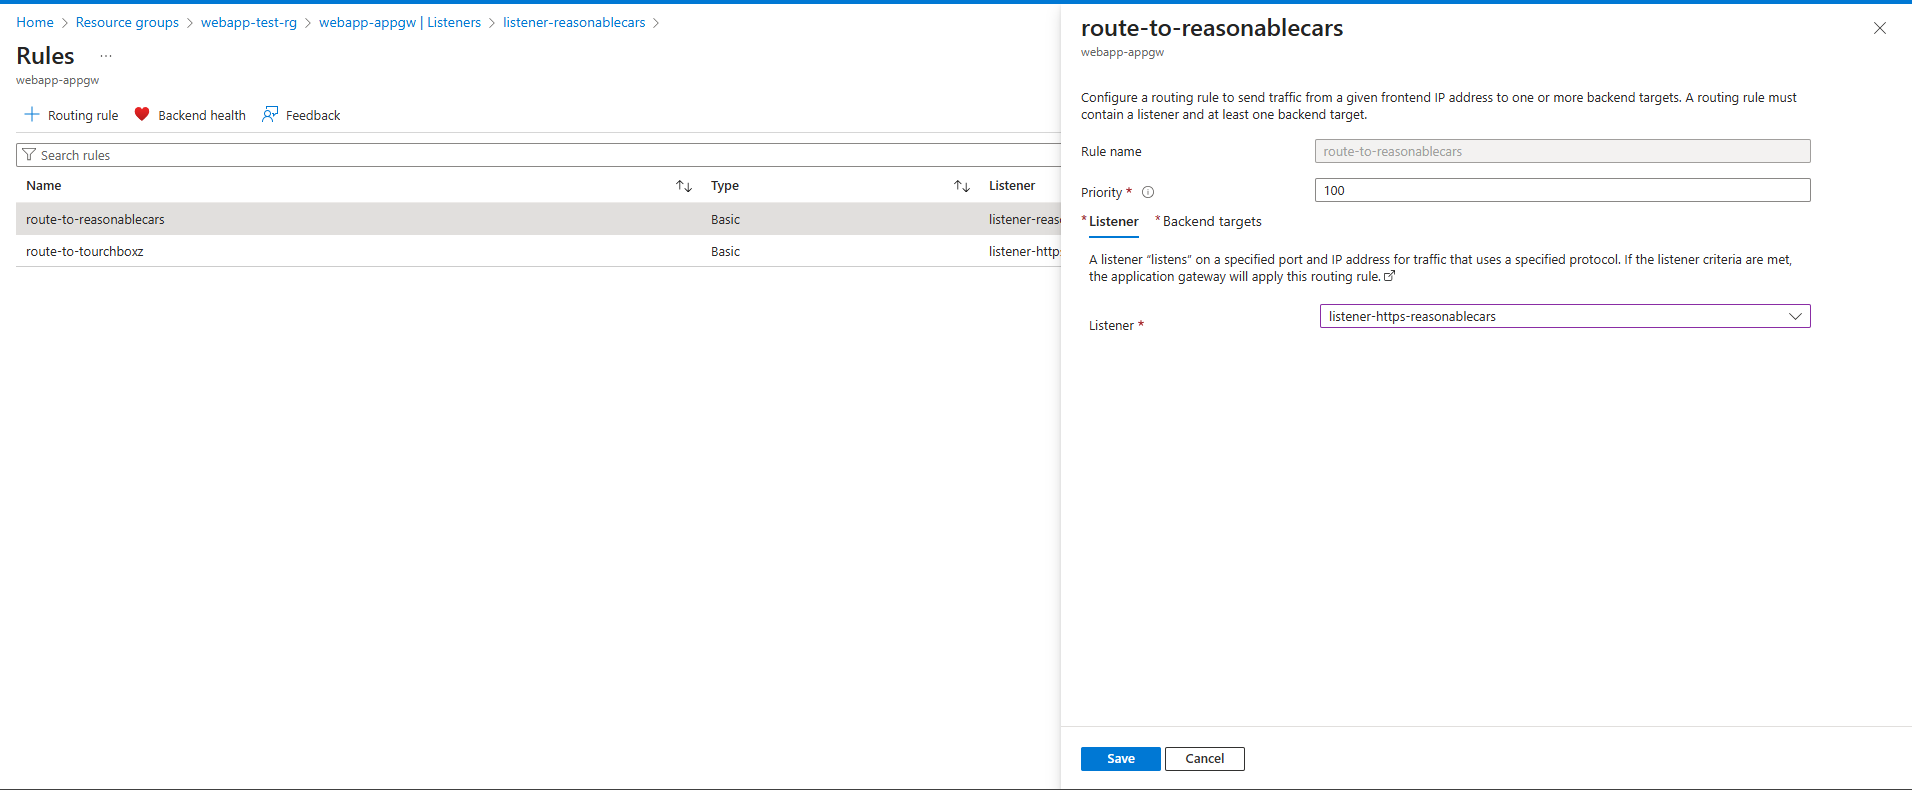 Home > Resource groups > webapp-test-rg > webapp-appgw | Listeners > listener-reasonablecars >
Rules ...
webapp-appgw
Routing rule Backend health Feedback
Search rules
Name Type Listener
route-to-reasonablecars Basic listener-reas
route-to-tourchboxz Basic listener-http
route-to-reasonablecars
webapp-appgw
Configure a routing rule to send traffic from a given frontend IP address to one or more backend targets. A routing rule must
contain a listener and at least one backend target.
Rule name route-to-reasonablecars
Priority * 100
* Listener * Backend targets
A listener “listens” on a specified port and IP address for traffic that uses a specified protocol. If the listener criteria are met,
the application gateway will apply this routing rule.
Listener * listener-https-reasonablecars
Save Cancel